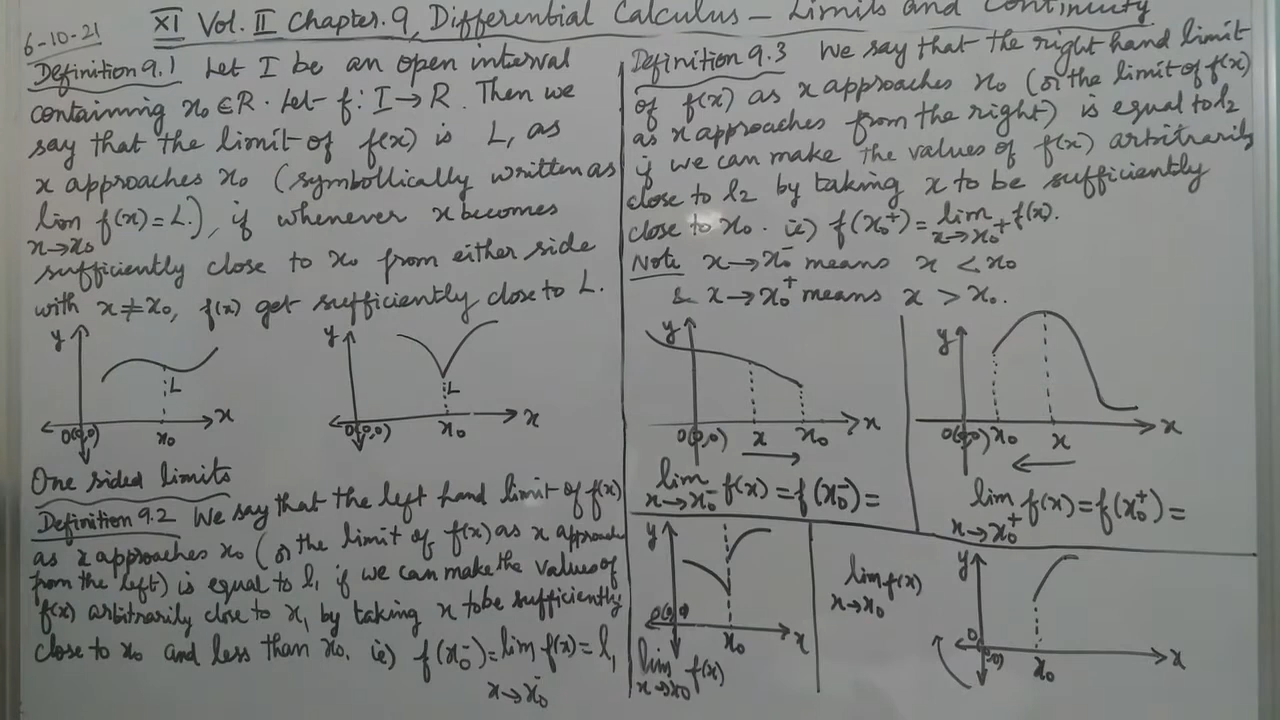 6-10-21
XI Vol. II Chapter. 9, Differential Calculus – Limits and Continuity
Definition 9.1 Let I be an open interval
containing x₀ ∈ R. Let f: I → R. Then we
say that the limit of f(x) is L, as
x approaches x₀ (symbollically written as
lim f(x) = L.), if whenever x becomes
x→x₀
sufficiently close to x₀ from either side
with x ≠ x₀, f(x) get sufficiently close to L.
y y
L L
x x
0(0,0) x₀ 0(0,0) x₀
One sided limits
Definition 9.2 We say that the left hand limit of f(x)
as x approaches x₀ (or the limit of f(x) as x approach
from the left) is equal to l₁ if we can make the values of
f(x) arbitrarily close to x, by taking x to be sufficiently
close to x₀ and less than x₀. ie) f(x₀⁻) = lim f(x) = l₁
x→x₀⁻
Definition 9.3 We say that the right hand limit
of f(x) as x approaches x₀ (or the limit of f(x)
as x approaches from the right) is equal to l₂
if we can make the values of f(x) arbitrarily
close to l₂ by taking x to be sufficiently
close to x₀. ie) f(x₀⁺) = lim f(x).
x→x₀⁺
Note x→x₀⁻ means x < x₀
& x→x₀⁺ means x > x₀.
y y
x x
0(0,0) x x₀ 0(0,0) x₀ x
lim f(x) = f(x₀⁻) =
x→x₀⁻
lim f(x) = f(x₀⁺) =
x→x₀⁺
y
x
x₀
lim f(x)
x→x₀
lim f(x)
x→x₀
y
0
x
x₀